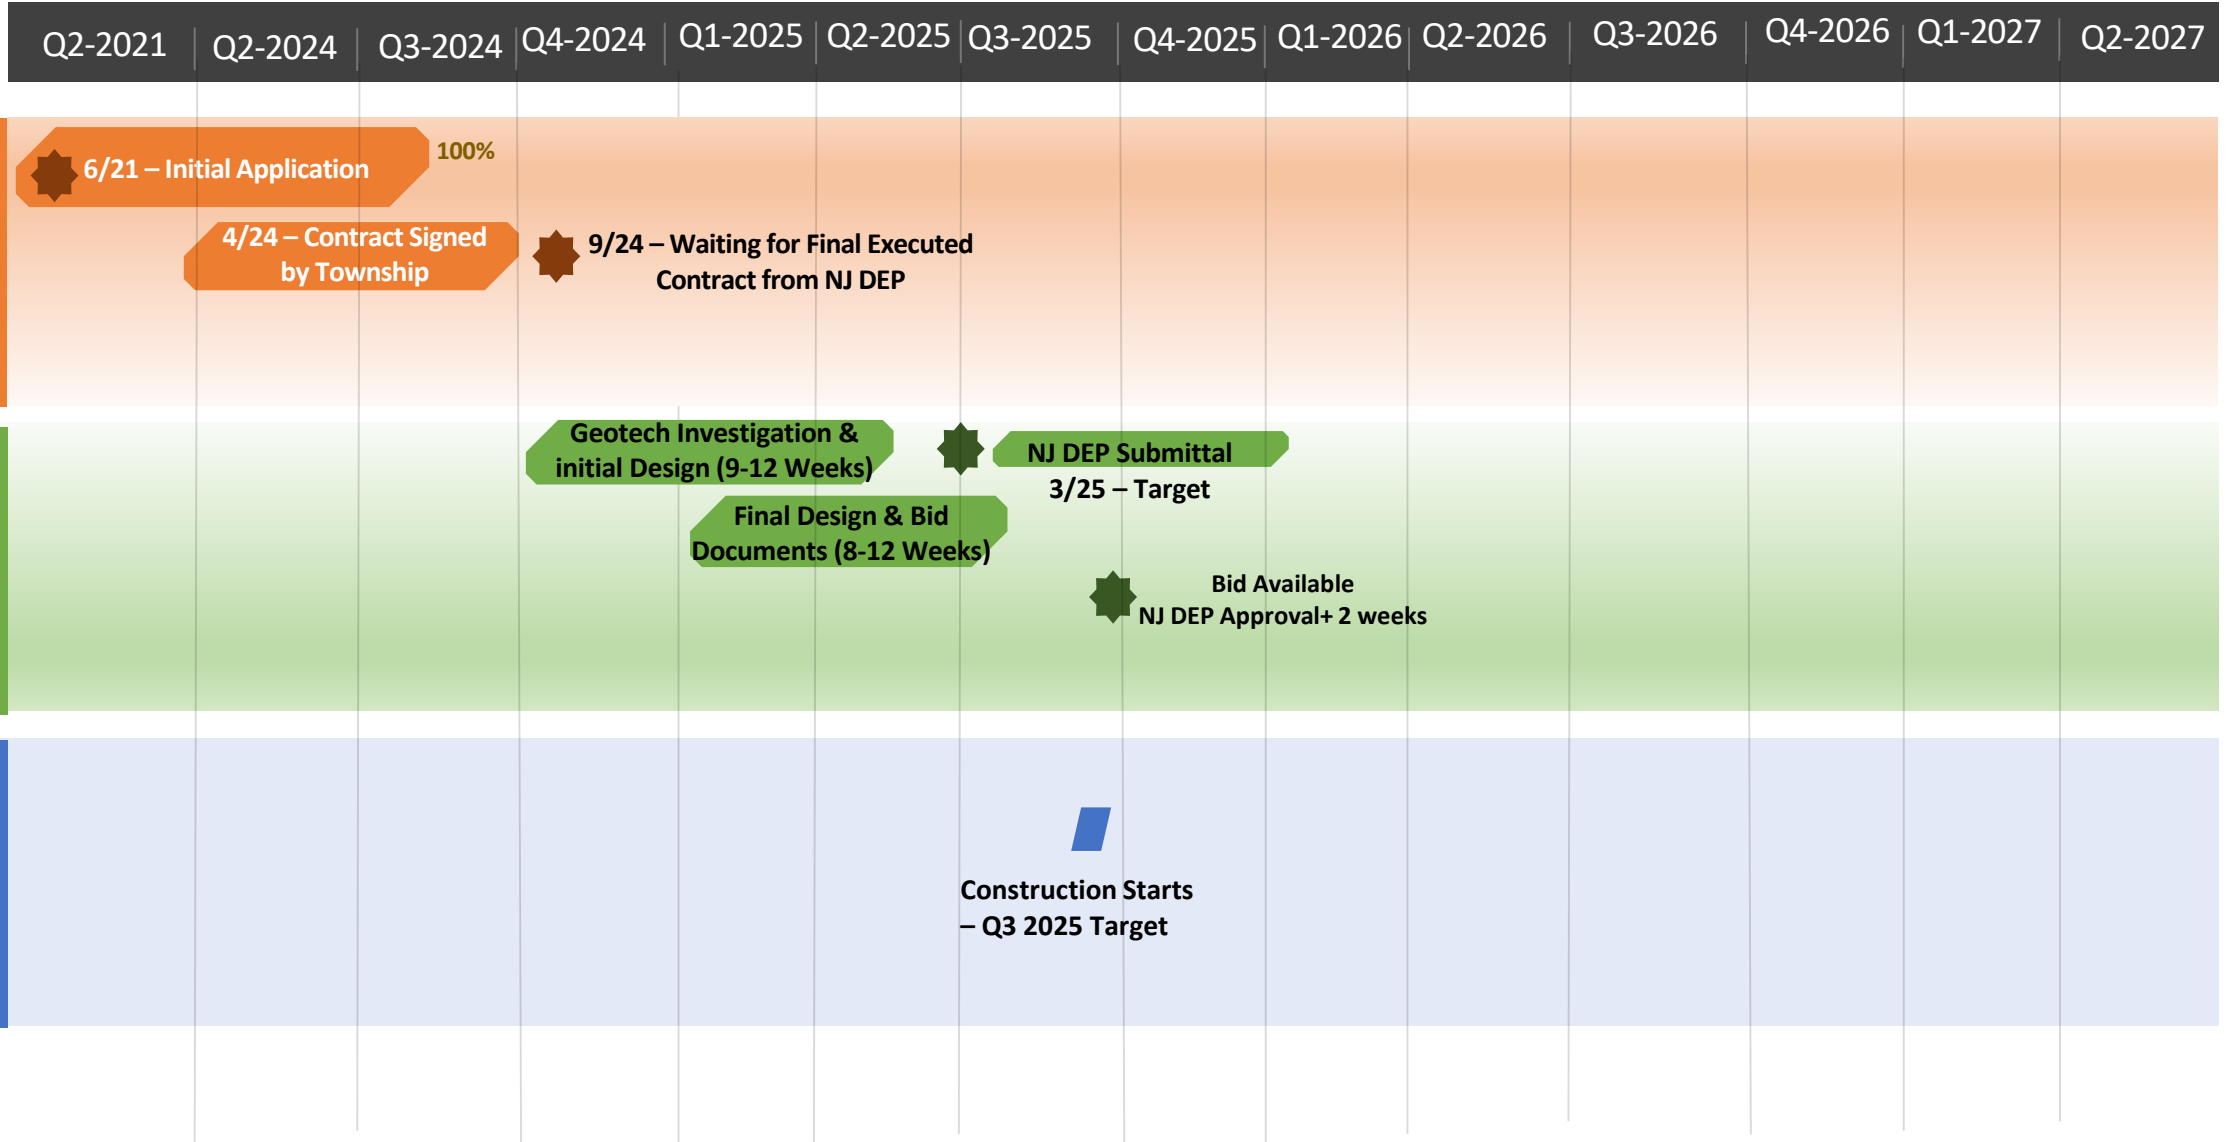 Q2-2021 Q2-2024 Q3-2024 Q4-2024 Q1-2025 Q2-2025 Q3-2025 Q4-2025 Q1-2026 Q2-2026 Q3-2026 Q4-2026 Q1-2027 Q2-2027
6/21 – Initial Application
100%
4/24 – Contract Signed
by Township
9/24 – Waiting for Final Executed
Contract from NJ DEP
Geotech Investigation &
initial Design (9-12 Weeks)
NJ DEP Submittal
3/25 – Target
Final Design & Bid
Documents (8-12 Weeks)
Bid Available
NJ DEP Approval+ 2 weeks
Construction Starts
– Q3 2025 Target